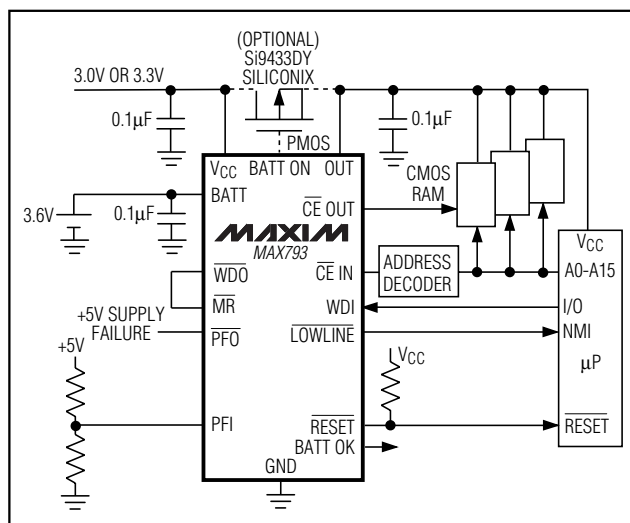 (OPTIONAL)
Si9433DY
SILICONIX
3.0V OR 3.3V
0.1µF
0.1µF
PMOS
VCC
BATT ON
OUT
BATT
CE OUT
CMOS
RAM
3.6V
0.1µF
MAXIM
MAX793
VCC
WDO
CE IN
ADDRESS
DECODER
A0-A15
MR
WDI
I/O
+5V SUPPLY
FAILURE
PFO
LOWLINE
NMI
+5V
VCC
µP
PFI
RESET
RESET
BATT OK
GND